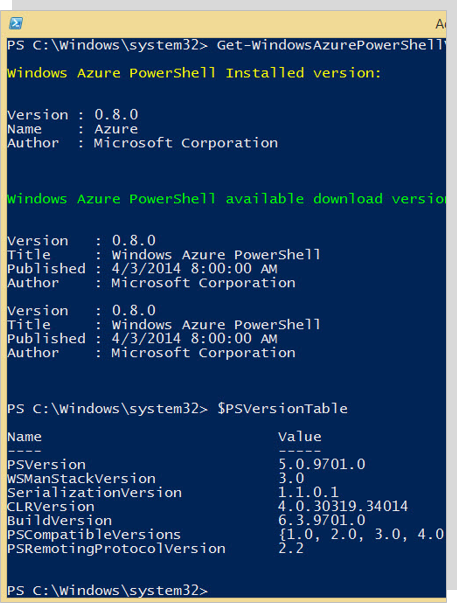 Ad
PS C:\Windows\system32> Get-WindowsAzurePowerShell
Windows Azure PowerShell Installed version:
Version : 0.8.0
Name : Azure
Author : Microsoft Corporation
Windows Azure PowerShell available download versio
Version : 0.8.0
Title : Windows Azure PowerShell
Published : 4/3/2014 8:00:00 AM
Author : Microsoft Corporation
Version : 0.8.0
Title : Windows Azure PowerShell
Published : 4/3/2014 8:00:00 AM
Author : Microsoft Corporation
PS C:\Windows\system32> $PSVersionTable
Name Value
---- -----
PSVersion 5.0.9701.0
WSManStackVersion 3.0
SerializationVersion 1.1.0.1
CLRVersion 4.0.30319.34014
BuildVersion 6.3.9701.0
PSCompatibleVersions {1.0, 2.0, 3.0, 4.0
PSRemotingProtocolVersion 2.2
PS C:\Windows\system32>